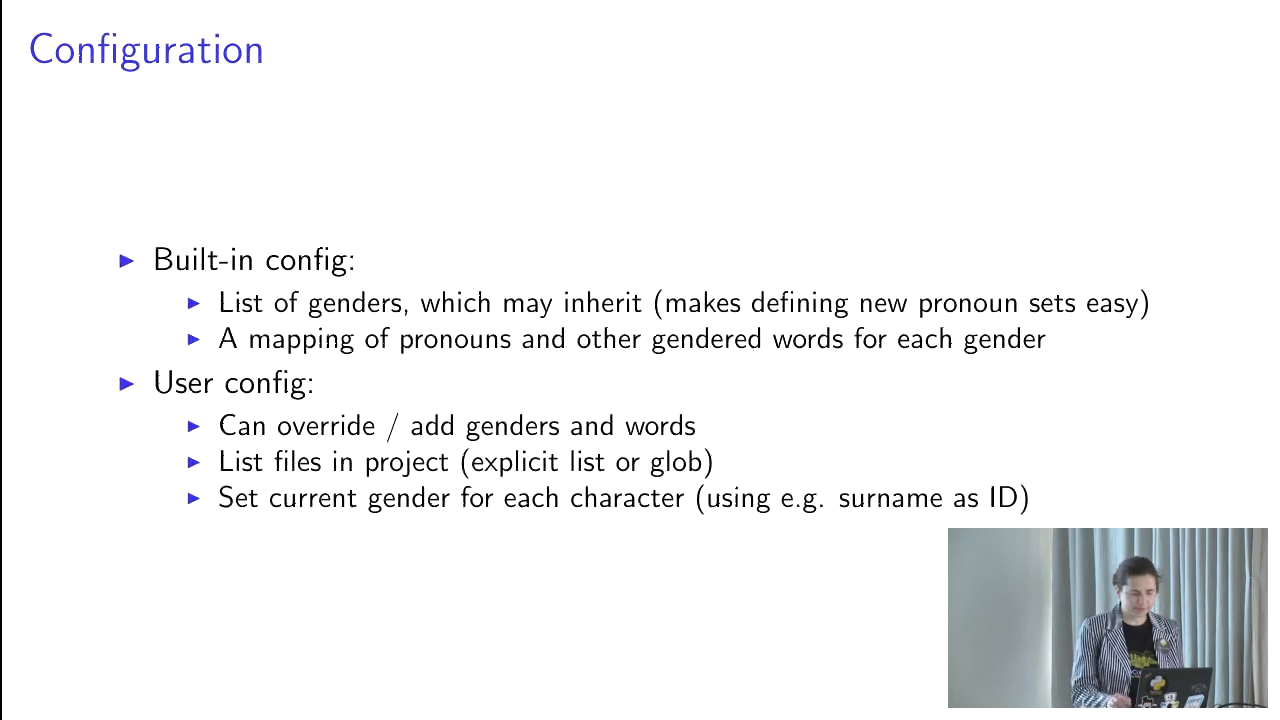 Configuration
Built-in config:
List of genders, which may inherit (makes defining new pronoun sets easy)
A mapping of pronouns and other gendered words for each gender
User config:
Can override / add genders and words
List files in project (explicit list or glob)
Set current gender for each character (using e.g. surname as ID)